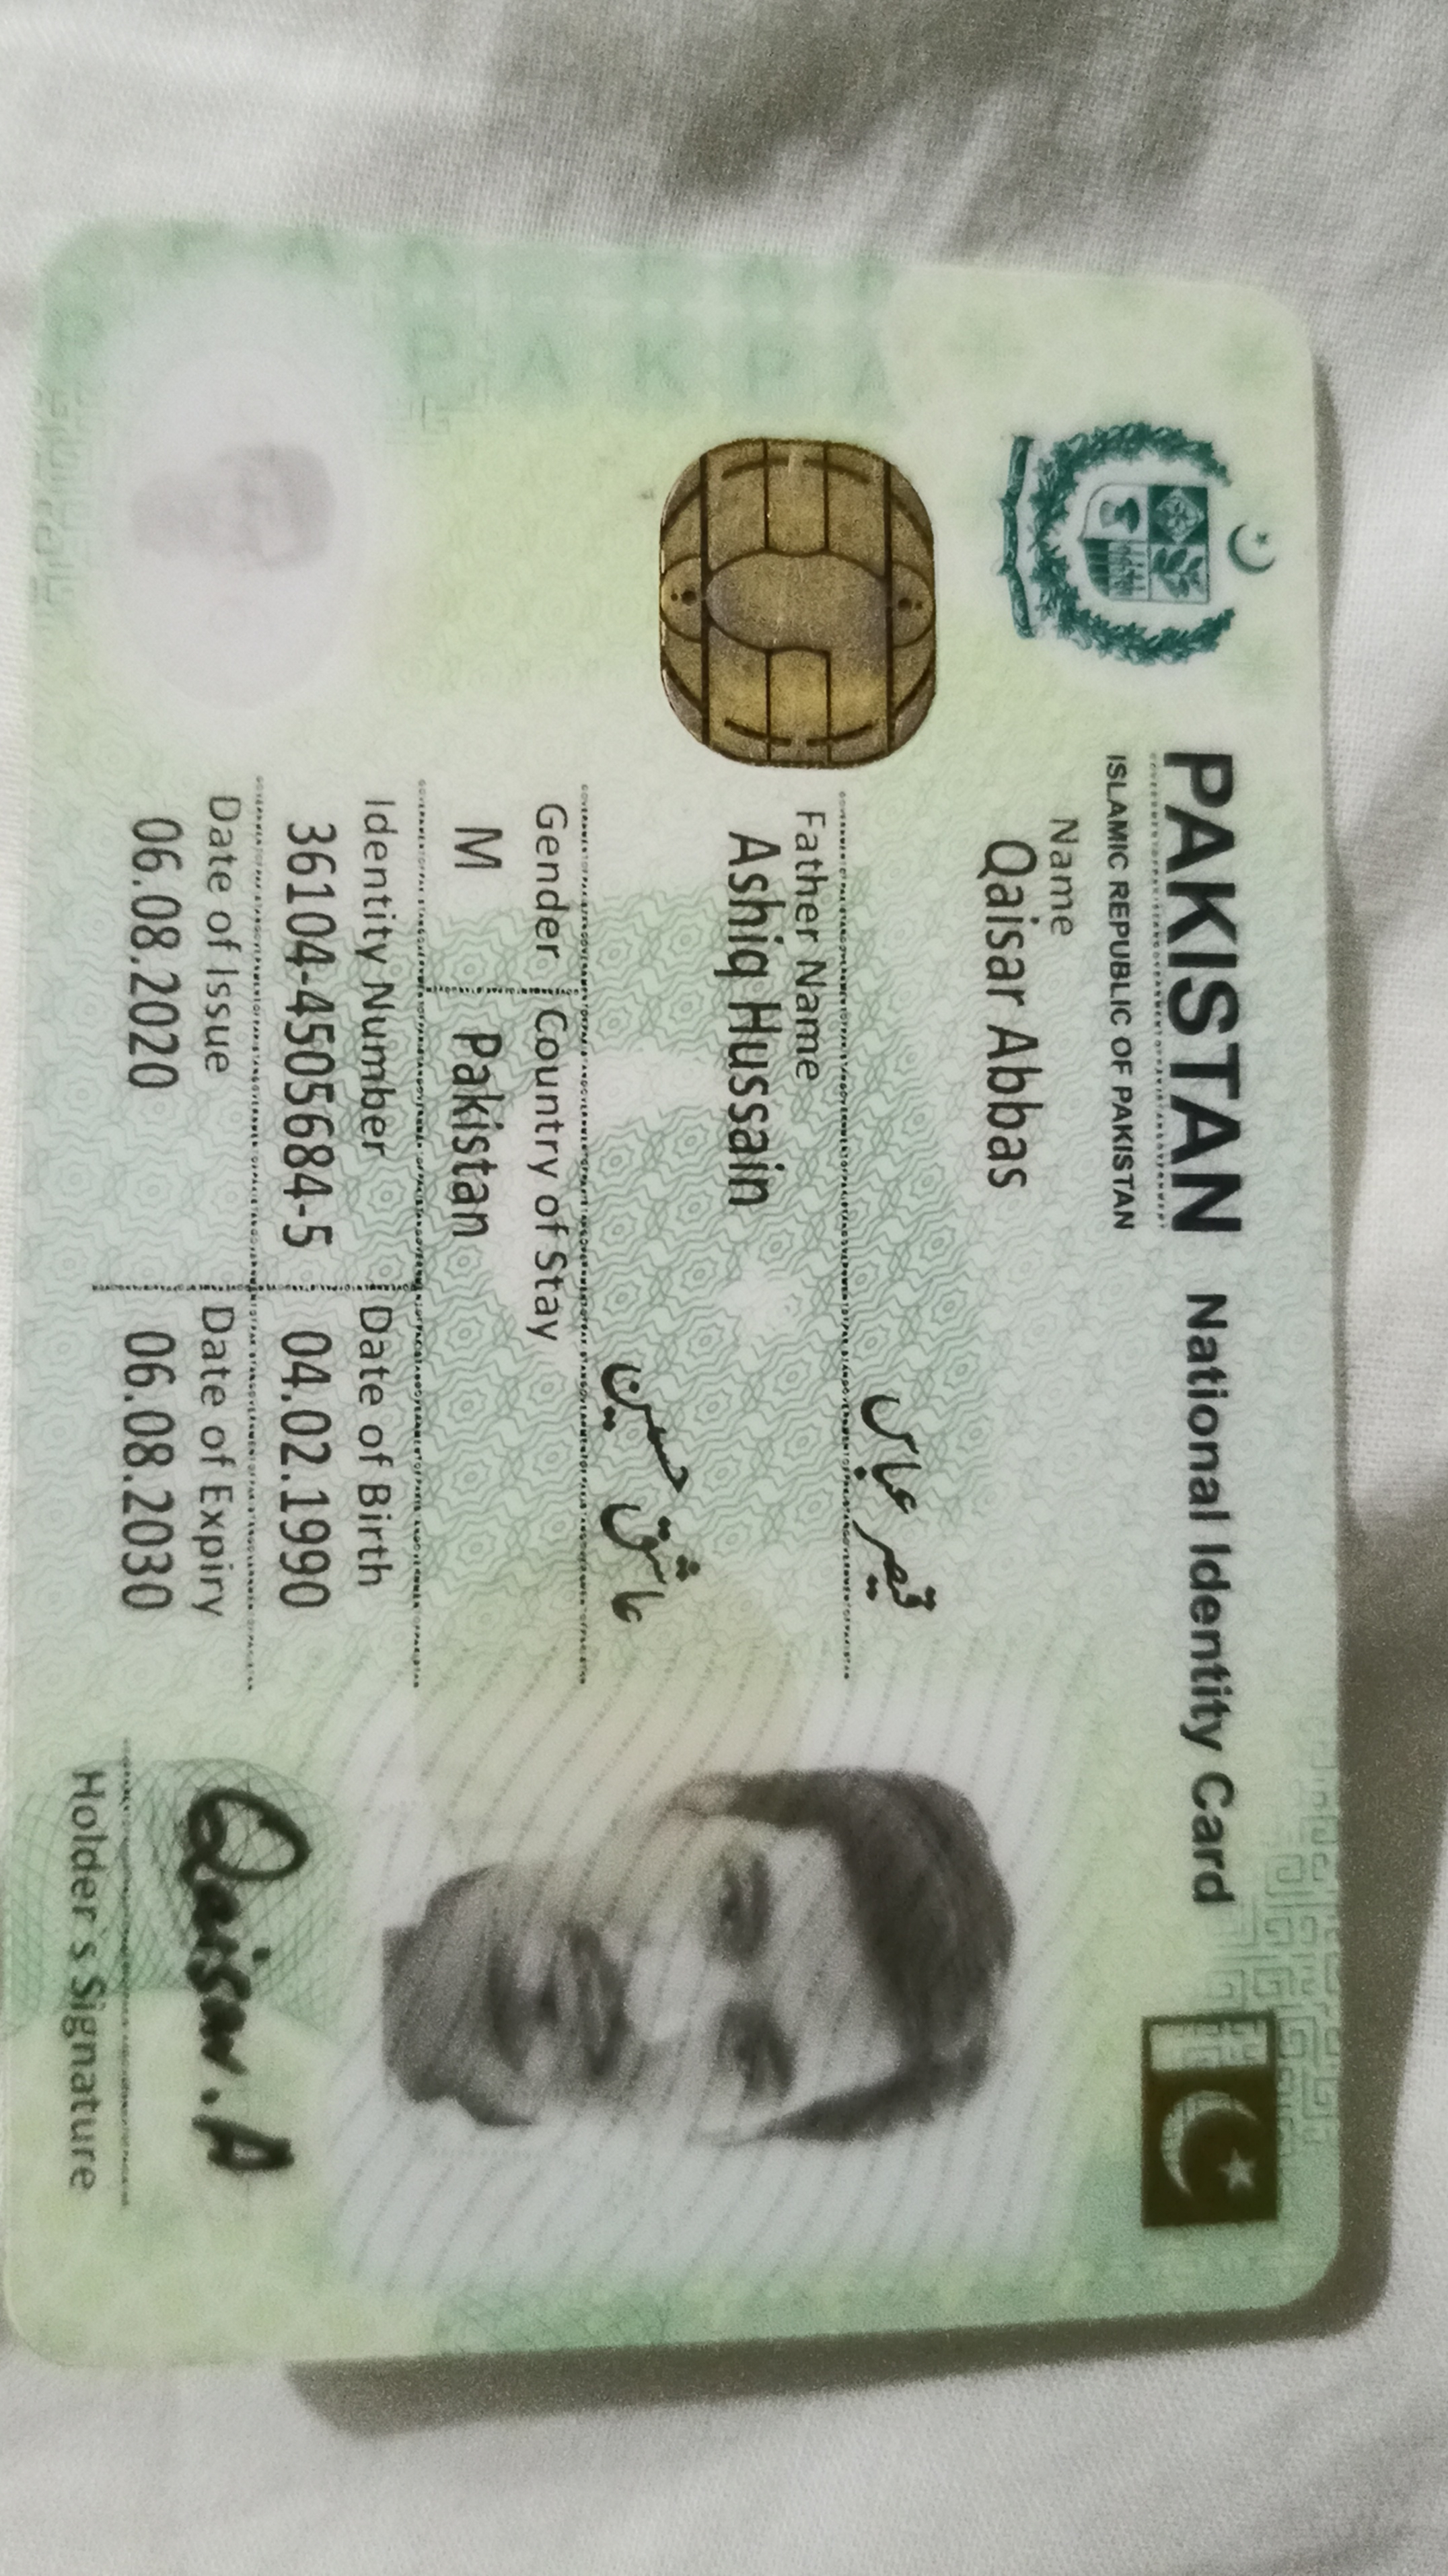 PAKISTAN National Identity Card
ISLAMIC REPUBLIC OF PAKISTAN
Name
Qaisar Abbas
قیصر عباس
Father Name
Ashiq Hussain
عاشق حسین
Gender Country of Stay
M Pakistan
Identity Number Date of Birth
36104-4505684-5 04.02.1990
Date of Issue Date of Expiry
06.08.2020 06.08.2030
Qaisar.A
Holder's Signature